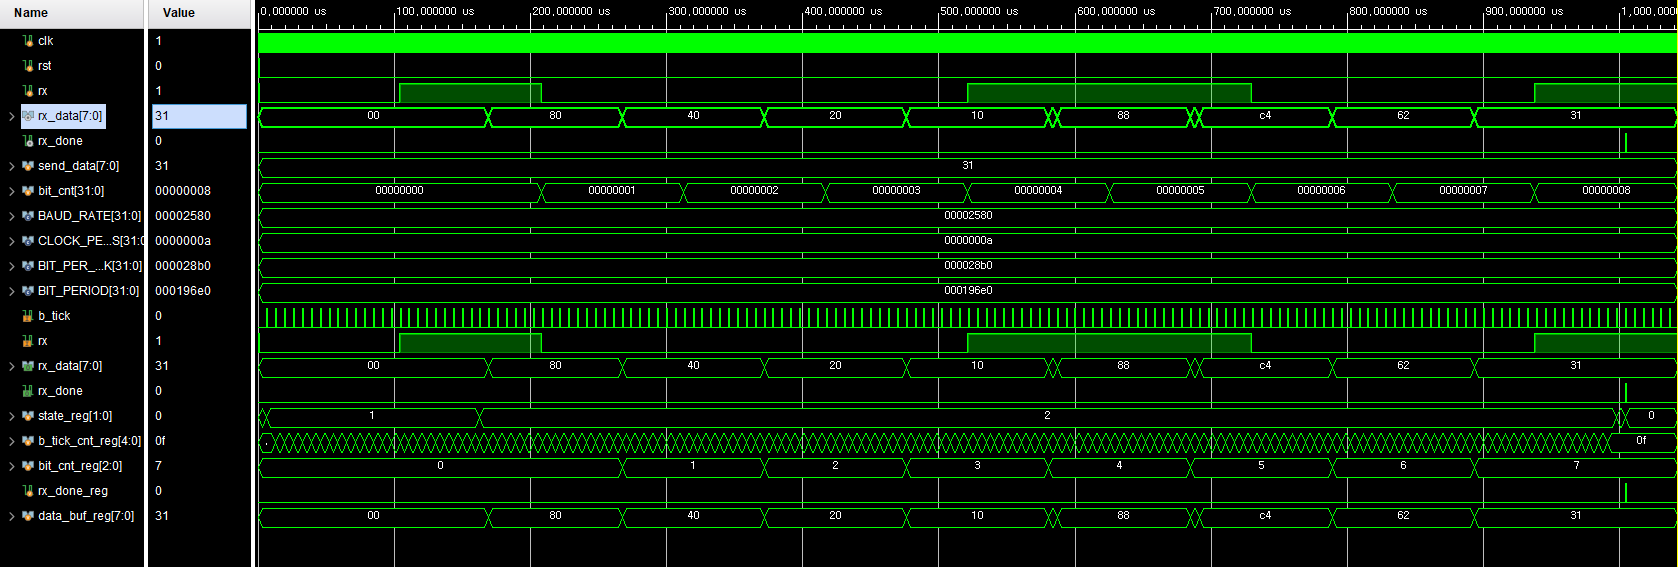 Name Value 0,000000 us 100,000000 us 200,000000 us 300,000000 us 400,000000 us 500,000000 us 600,000000 us 700,000000 us 800,000000 us 900,000000 us 1,000,0000
clk 1
rst 0
rx 1
rx_data[7:0] 31 00 80 40 20 10 88 c4 62 31
rx_done 0
send_data[7:0] 31 31
bit_cnt[31:0] 00000008 00000000 00000001 00000002 00000003 00000004 00000005 00000006 00000007 00000008
BAUD_RATE[31:0] 00002580 00002580
CLOCK_PE...S[31:0 0000000a 0000000a
BIT_PER_...K[31:0] 000028b0 000028b0
BIT_PERIOD[31:0] 000196e0 000196e0
b_tick 0
rx 1
rx_data[7:0] 31 00 80 40 20 10 88 c4 62 31
rx_done 0
state_reg[1:0] 0 1 2 0
b_tick_cnt_reg[4:0] 0f . 0f
bit_cnt_reg[2:0] 7 0 1 2 3 4 5 6 7
rx_done_reg 0
data_buf_reg[7:0] 31 00 80 40 20 10 88 c4 62 31